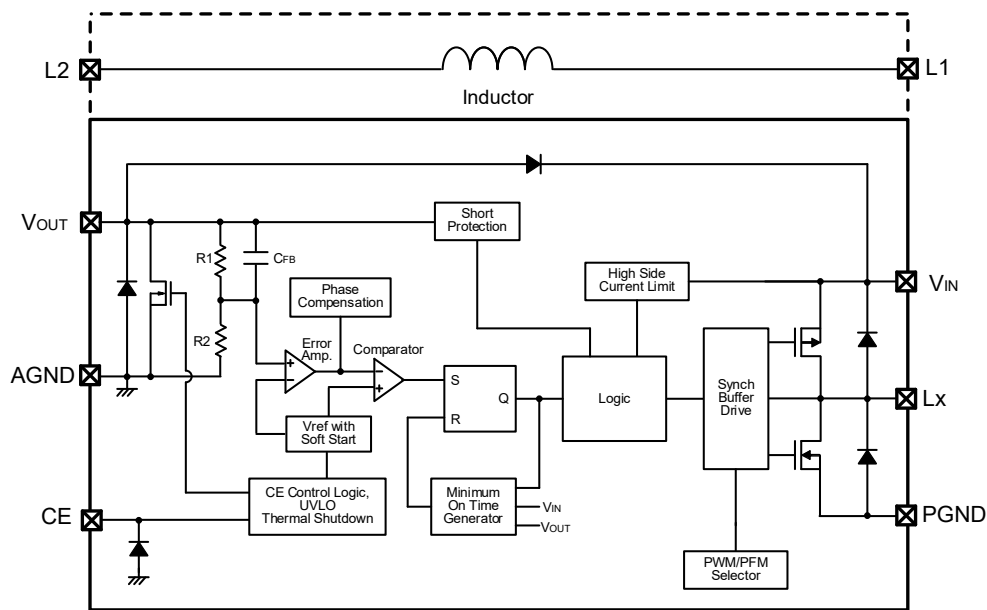 L2
L1
Inductor
VOUT
Short
Protection
R1
CFB
Phase
Compensation
High Side
Current Limit
VIN
R2
Error
Amp.
Comparator
AGND
S
Q
R
Logic
Synch
Buffer
Drive
Lx
Vref with
Soft Start
CE Control Logic,
UVLO
Thermal Shutdown
Minimum
On Time
Generator
VIN
VOUT
CE
PGND
PWM/PFM
Selector